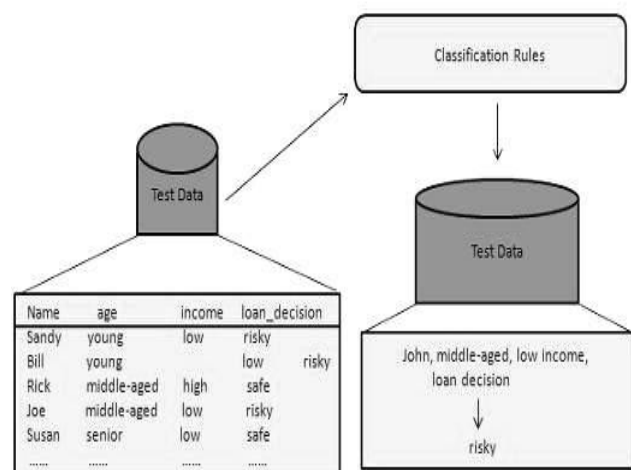 Classification Rules
Test Data
Test Data
Name age income loan_decision
Sandy young low risky
Bill young low risky
Rick middle-aged high safe
Joe middle-aged low risky
Susan senior low safe
...... ...... ...... ......
John, middle-aged, low income,
loan decision
risky